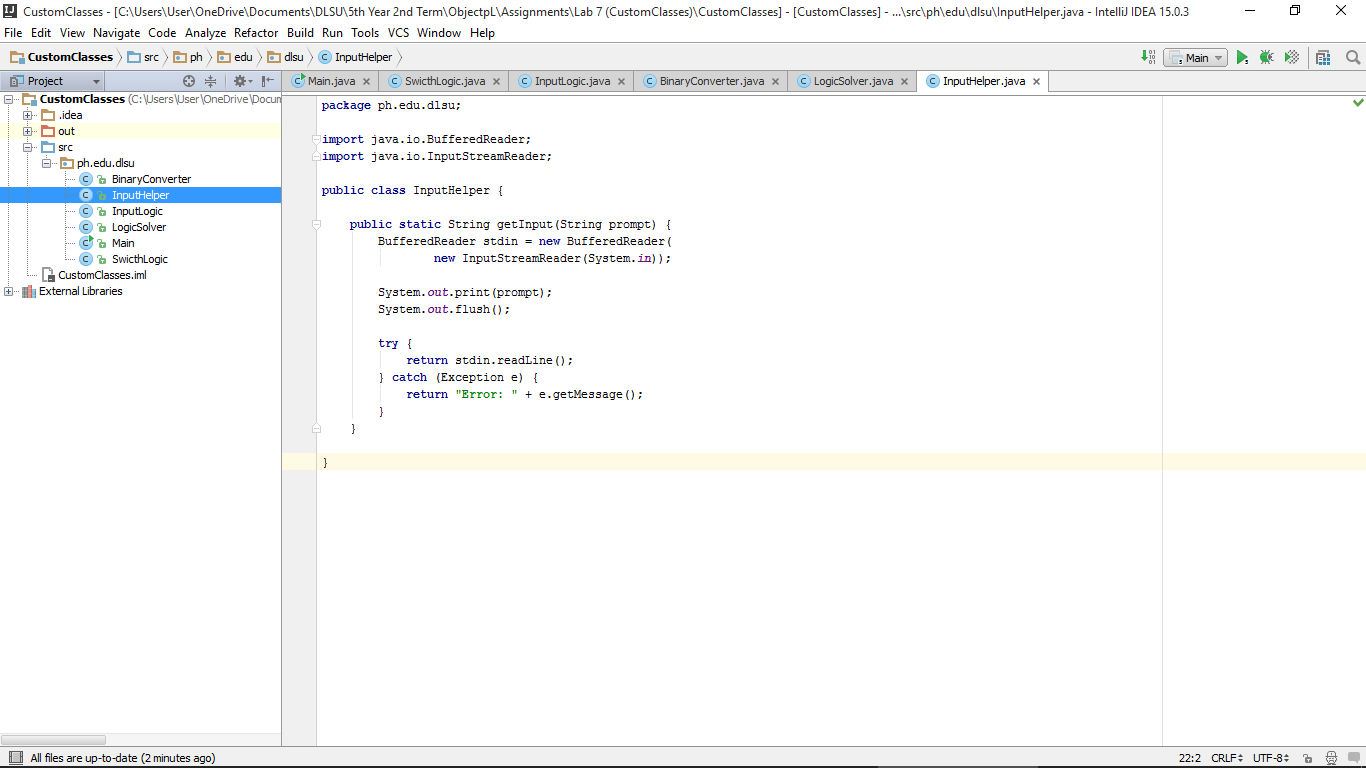 CustomClasses - [C:\Users\User\OneDrive\Documents\DLSU\5th Year 2nd Term\ObjectpL\Assignments\Lab 7 (CustomClasses)\CustomClasses] - [CustomClasses] - ...\src\ph\edu\dlsu\InputHelper.java - IntelliJ IDEA 15.0.3
File Edit View Navigate Code Analyze Refactor Build Run Tools VCS Window Help
CustomClasses src ph edu dlsu InputHelper Main
Project Main.java SwicthLogic.java InputLogic.java BinaryConverter.java LogicSolver.java InputHelper.java
CustomClasses (C:\Users\User\OneDrive\Docun
.idea
out
src
ph.edu.dlsu
BinaryConverter
InputHelper
InputLogic
LogicSolver
Main
SwicthLogic
CustomClasses.iml
External Libraries
package ph.edu.dlsu;
import java.io.BufferedReader;
import java.io.InputStreamReader;
public class InputHelper {
public static String getInput(String prompt) {
BufferedReader stdin = new BufferedReader(
new InputStreamReader(System.in));
System.out.print(prompt);
System.out.flush();
try {
return stdin.readLine();
} catch (Exception e) {
return "Error: " + e.getMessage();
}
}
}
All files are up-to-date (2 minutes ago) 22:2 CRLF UTF-8